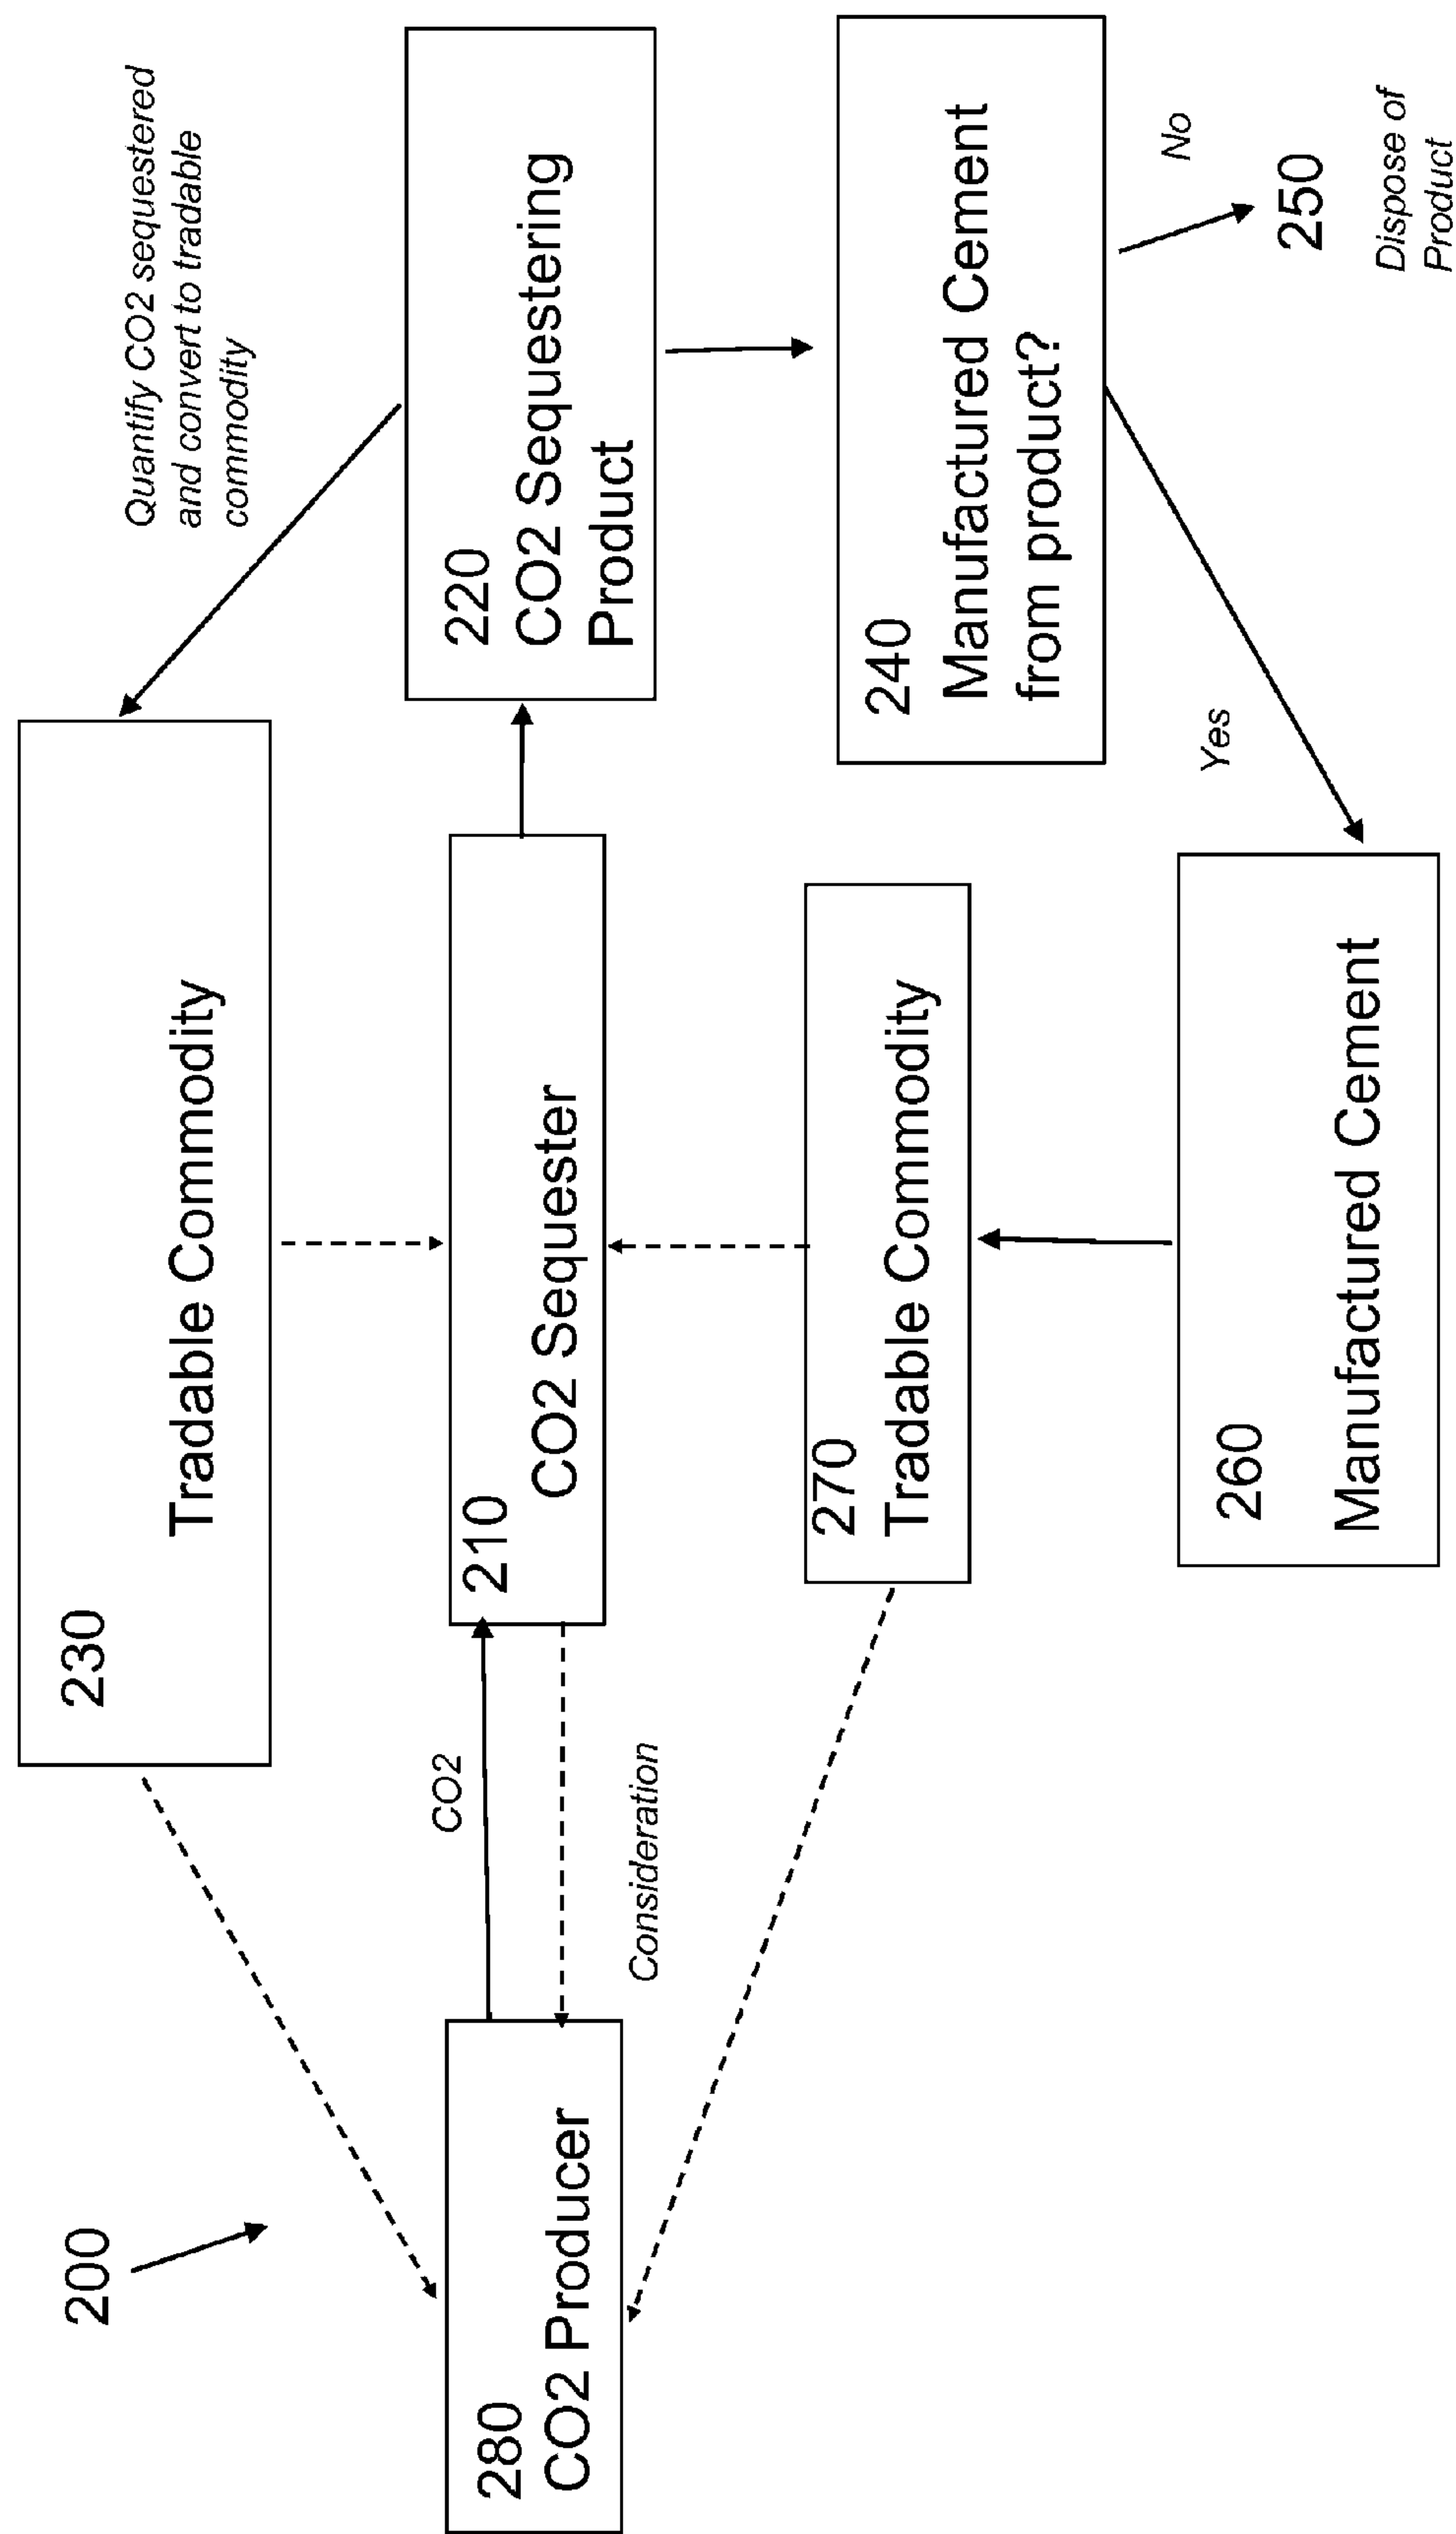 200
230
Tradable Commodity
Quantify CO2 sequestered
and convert to tradable
commodity
280
CO2 Producer
CO2
Consideration
210
CO2 Sequester
220
CO2 Sequestering
Product
270
Tradable Commodity
240
Manufactured Cement
from product?
260
Manufactured Cement
Yes
No
250
Dispose of
Product